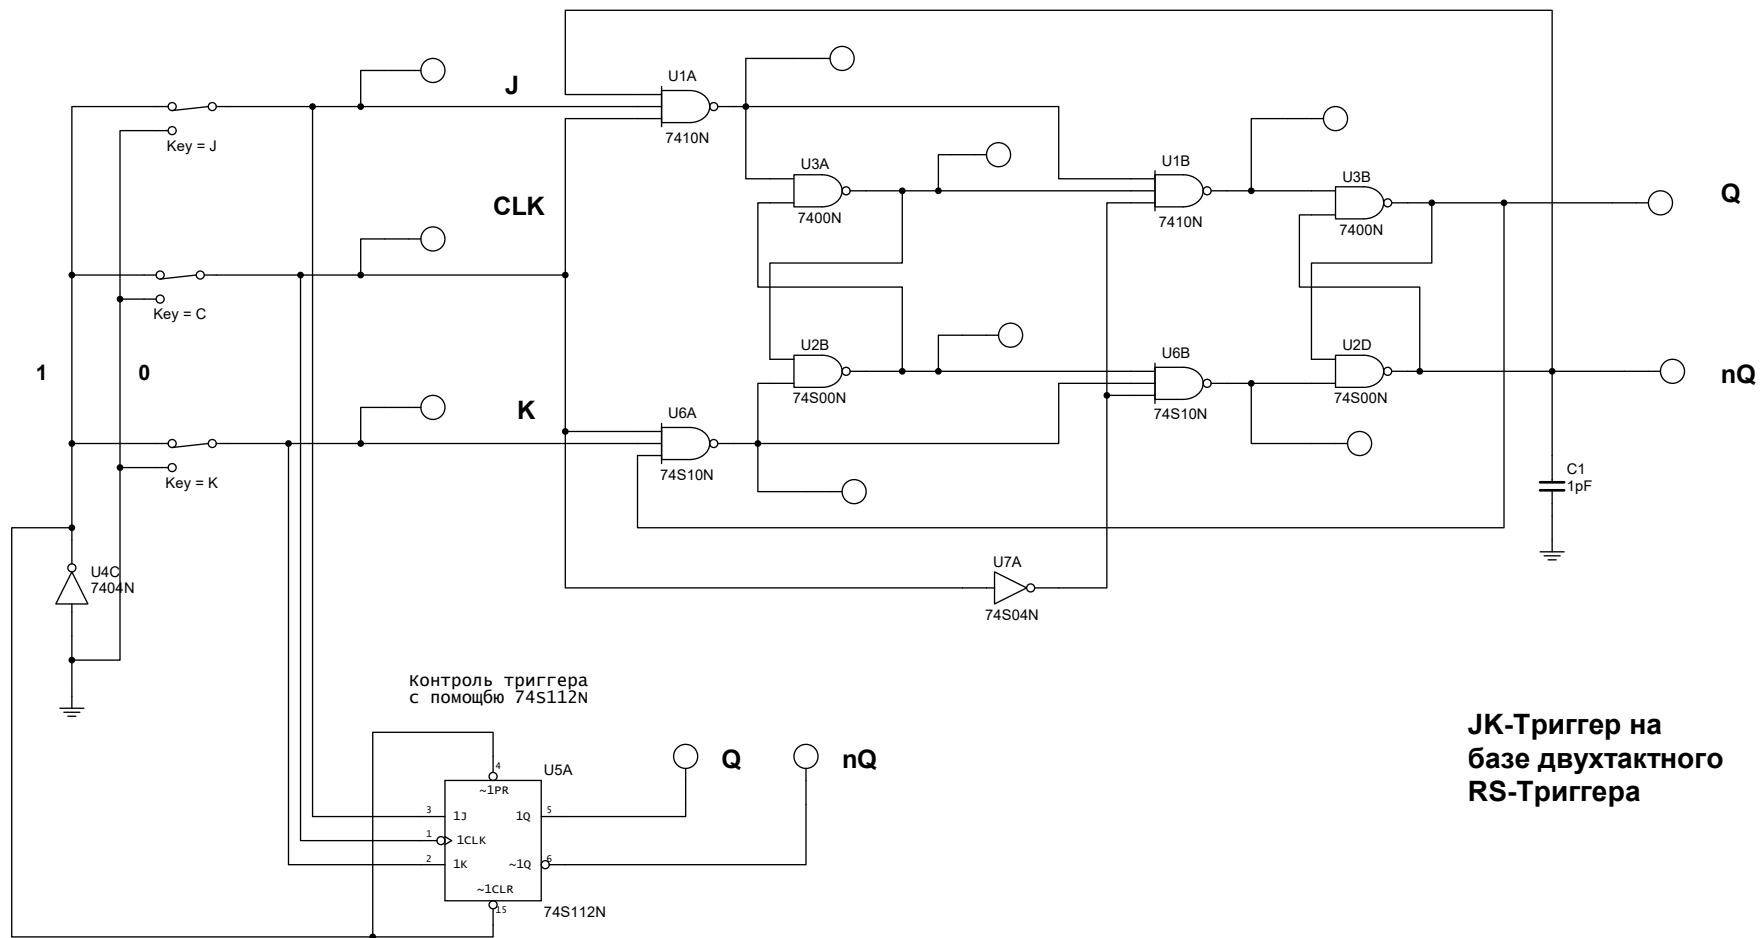 U1A
7410N
J
Key = J
U3A
7400N
U1B
7410N
U3B
7400N
Q
CLK
Key = C
1
0
U2B
74S00N
U6B
74S10N
U2D
74S00N
nQ
K
U6A
74S10N
Key = K
C1
1pF
U4C
7404N
U7A
74S04N
Контроль триггера
с помощбю 74S112N
JK-Триггер на
базе двухтактного
RS-Триггера
Q
nQ
U5A
4
~1PR
3
1J
1Q
5
1
1CLK
2
1K
~1Q
6
~1CLR
15
74S112N